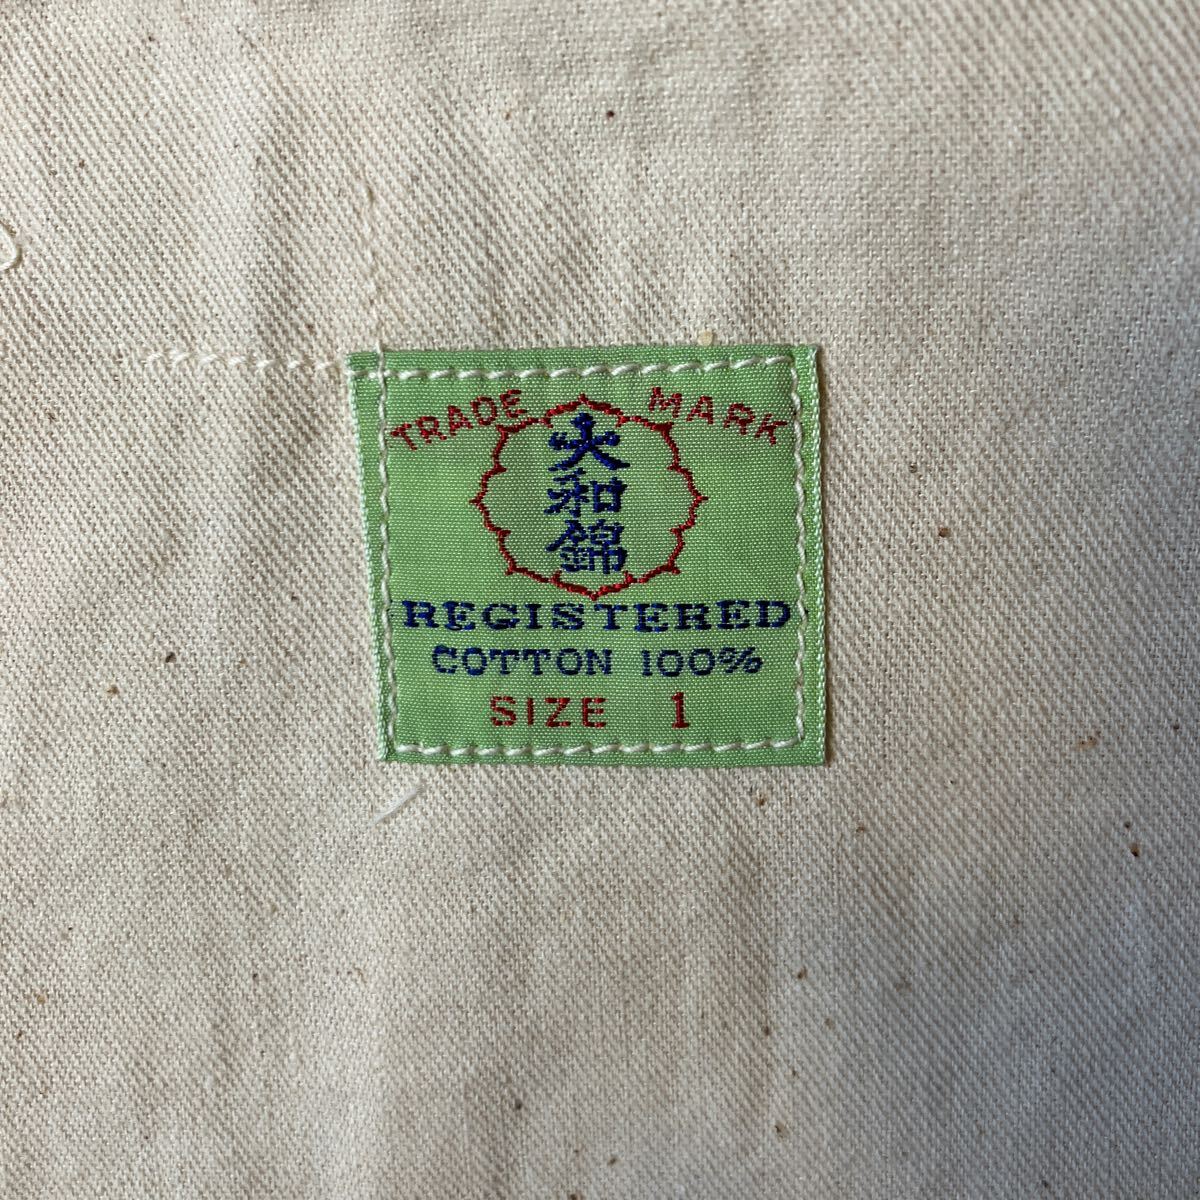 TRADE MARK
大和錦
REGISTERED
COTTON 100%
SIZE 1